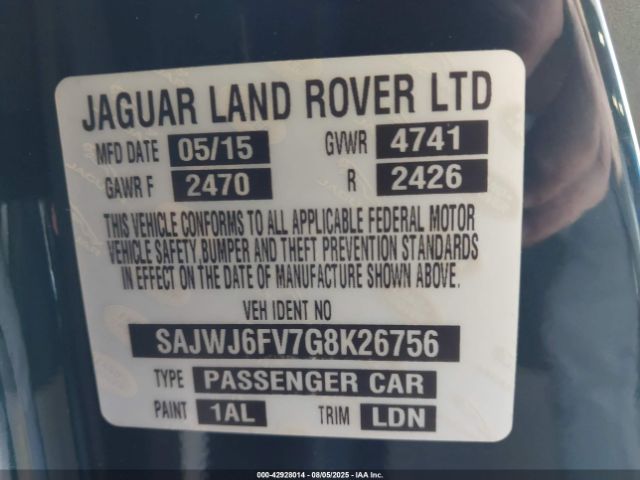 JAGUAR LAND ROVER LTD
MFD DATE 05/15 GVWR 4741
GAWR F 2470 R 2426
THIS VEHICLE CONFORMS TO ALL APPLICABLE FEDERAL MOTOR
VEHICLE SAFETY,BUMPER AND THEFT PREVENTION STANDARDS
IN EFFECT ON THE DATE OF MANUFACTURE SHOWN ABOVE.
VEH IDENT NO
SAJWJ6FV7G8K26756
TYPE PASSENGER CAR
PAINT 1AL TRIM LDN
000-42928014 - 08/05/2025 - IAA Inc.